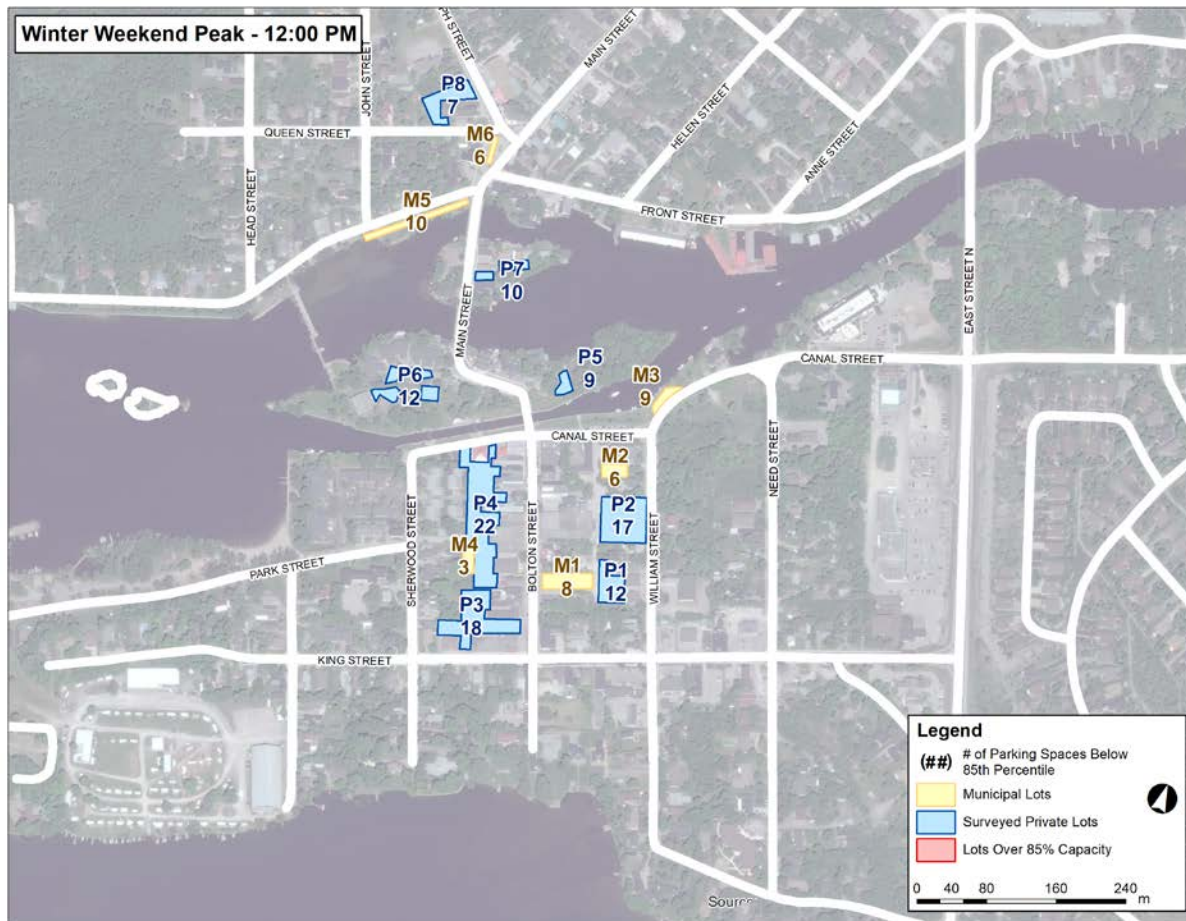 Winter Weekend Peak - 12:00 PM
PH STREET
MAIN STREET
JOHN STREET
P8
7
QUEEN STREET
M6
6
HELEN STREET
ANNE STREET
HEAD STREET
M5
10
FRONT STREET
EAST STREET N
P7
10
MAIN STREET
P5
9
P6
12
M3
9
CANAL STREET
CANAL STREET
NEED STREET
M2
6
P4
22
P2
17
SHERWOOD STREET
BOLTON STREET
WILLIAM STREET
M4
3
M1
8
P1
12
PARK STREET
P3
18
KING STREET
Legend
(##) # of Parking Spaces Below
85th Percentile
Municipal Lots
Surveyed Private Lots
Lots Over 85% Capacity
0 40 80 160 240
m